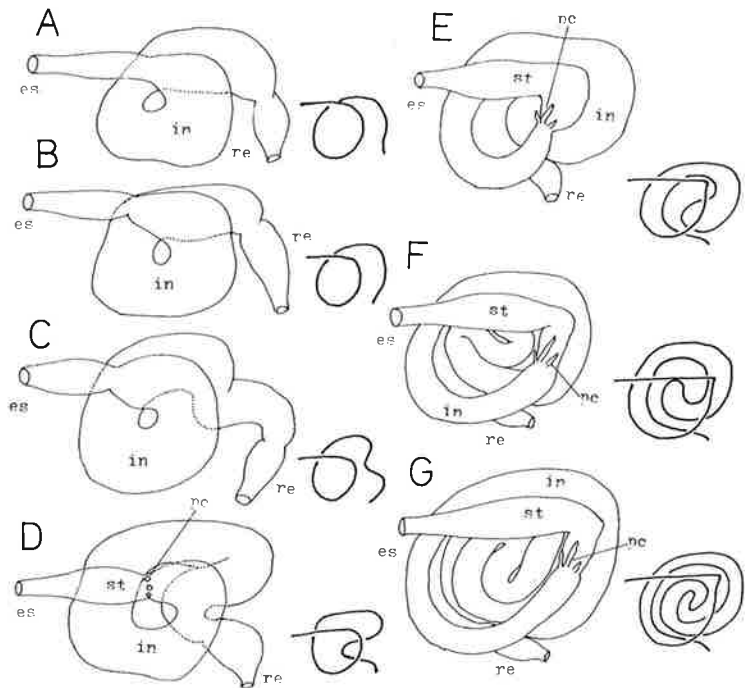 A
es
in
re
B
es
in
re
C
es
in
re
D
pc
st
es
in
re
E
pc
st
es
in
re
F
st
es
in
pc
re
G
in
st
es
pc
re